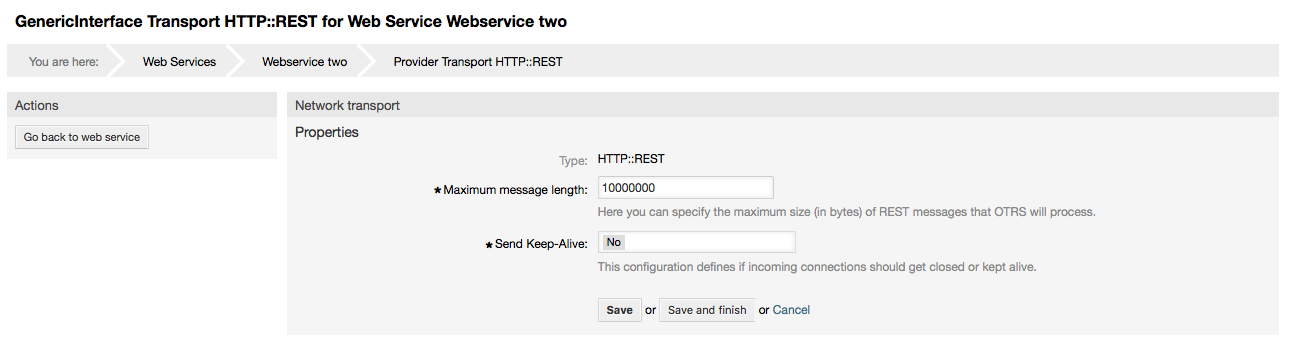 GenericInterface Transport HTTP::REST for Web Service Webservice two
You are here: Web Services Webservice two Provider Transport HTTP::REST
Actions
Go back to web service
Network transport
Properties
Type: HTTP::REST
★ Maximum message length: 10000000
Here you can specify the maximum size (in bytes) of REST messages that OTRS will process.
★ Send Keep-Alive: No
This configuration defines if incoming connections should get closed or kept alive.
Save or Save and finish or Cancel